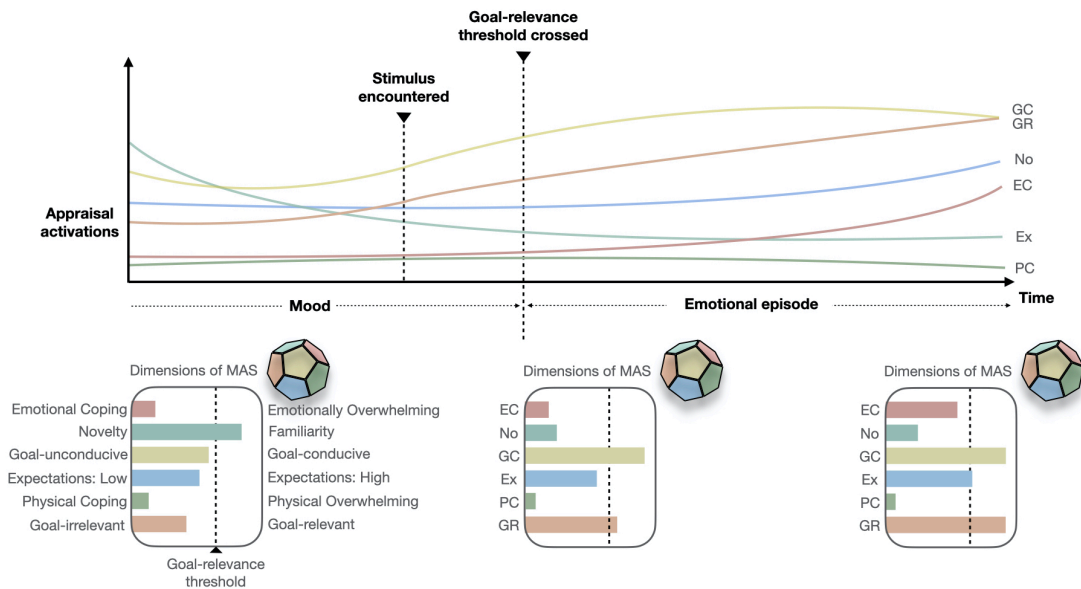 Goal-relevance
threshold crossed
Stimulus
encountered
GC
GR
No
EC
Ex
PC
Appraisal
activations
Mood
Emotional episode
Time
Dimensions of MAS
Emotional Coping
Emotionally Overwhelming
Novelty
Familiarity
Goal-unconducive
Goal-conducive
Expectations: Low
Expectations: High
Physical Coping
Physical Overwhelming
Goal-irrelevant
Goal-relevant
Goal-relevance
threshold
Dimensions of MAS
EC
No
GC
Ex
PC
GR
Dimensions of MAS
EC
No
GC
Ex
PC
GR